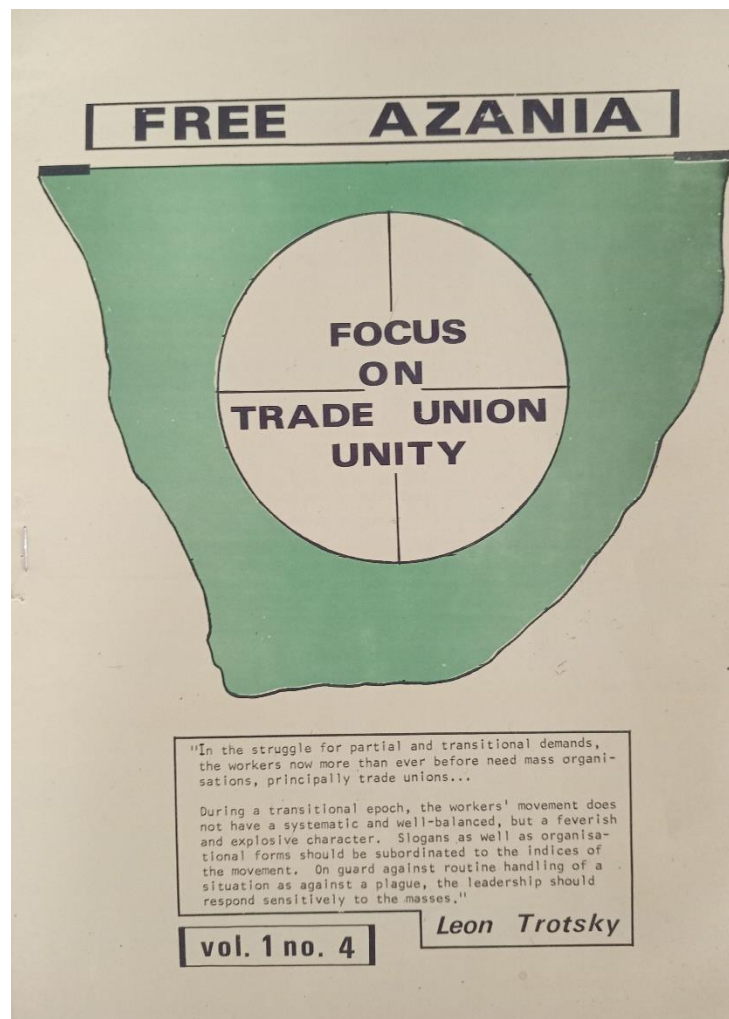 FREE AZANIA
FOCUS
ON
TRADE UNION
UNITY
"In the struggle for partial and transitional demands,
the workers now more than ever before need mass organi-
sations, principally trade unions...
During a transitional epoch, the workers' movement does
not have a systematic and well-balanced, but a feverish
and explosive character. Slogans as well as organisa-
tional forms should be subordinated to the indices of
the movement. On guard against routine handling of a
situation as against a plague, the leadership should
respond sensitively to the masses."
Leon Trotsky
vol. 1 no. 4